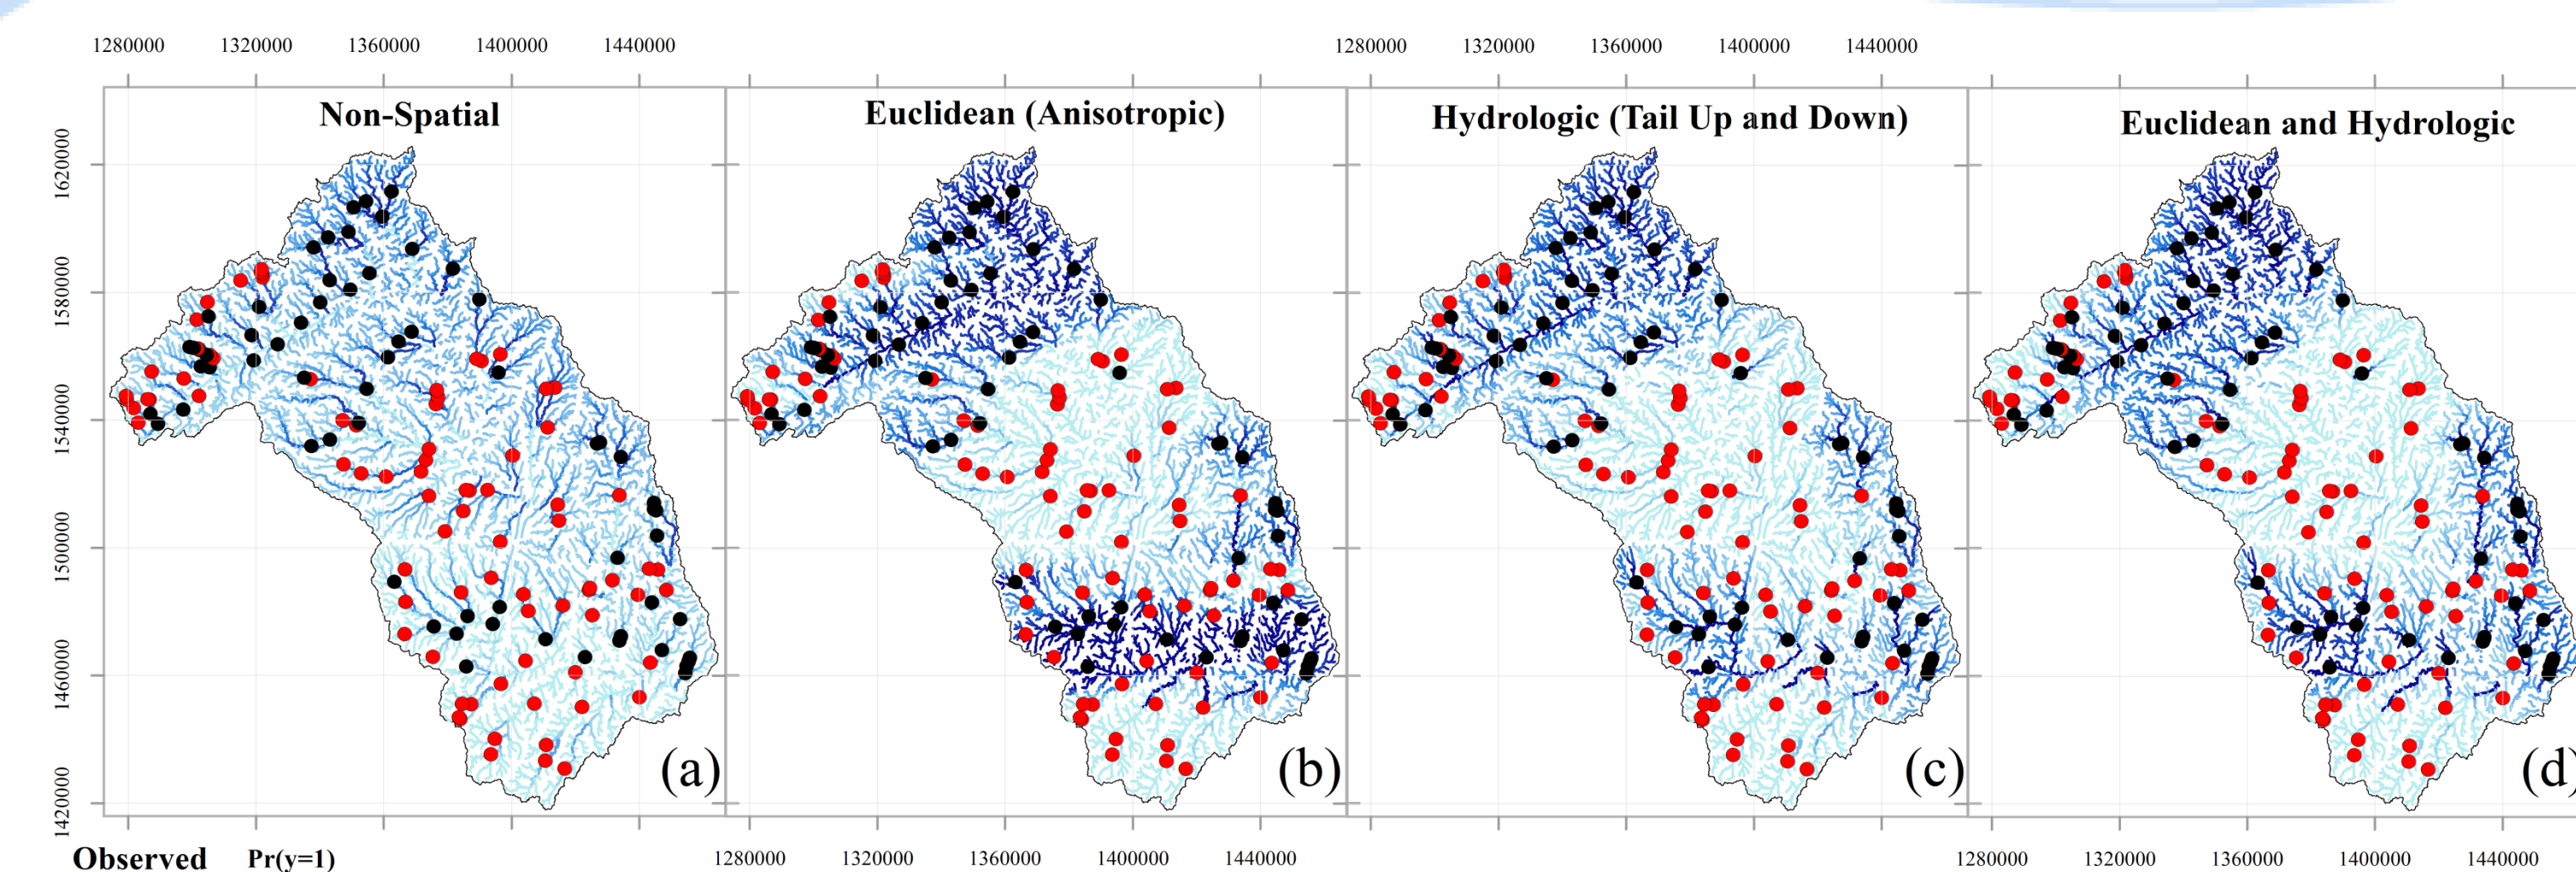 1280000 1320000 1360000 1400000 1440000 1280000 1320000 1360000 1400000 1440000
Non-Spatial
Euclidean (Anisotropic)
Hydrologic (Tail Up and Down)
Euclidean and Hydrologic
1620000
1580000
1540000
1500000
1460000
1420000
(a)
(b)
(c)
(d)
Observed Pr(y=1)
1280000 1320000 1360000 1400000 1440000 1280000 1320000 1360000 1400000 1440000